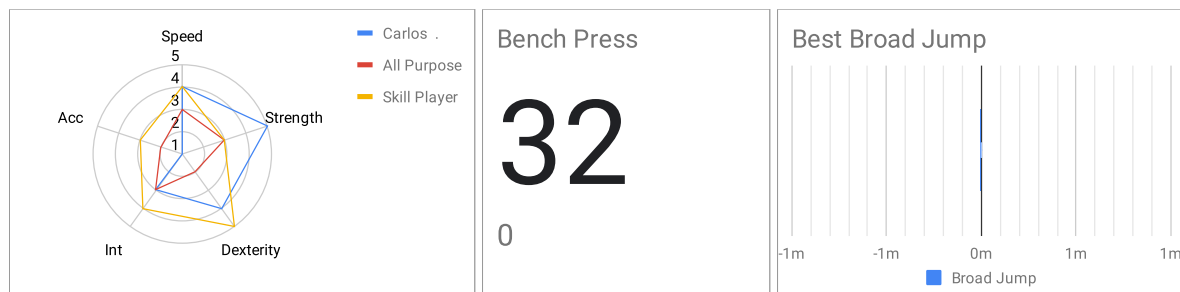 Speed
5
4
3
2
1
Acc
Strength
Int
Dexterity
Carlos .
All Purpose
Skill Player
Bench Press
32
0
Best Broad Jump
-1m -1m 0m 1m 1m
Broad Jump